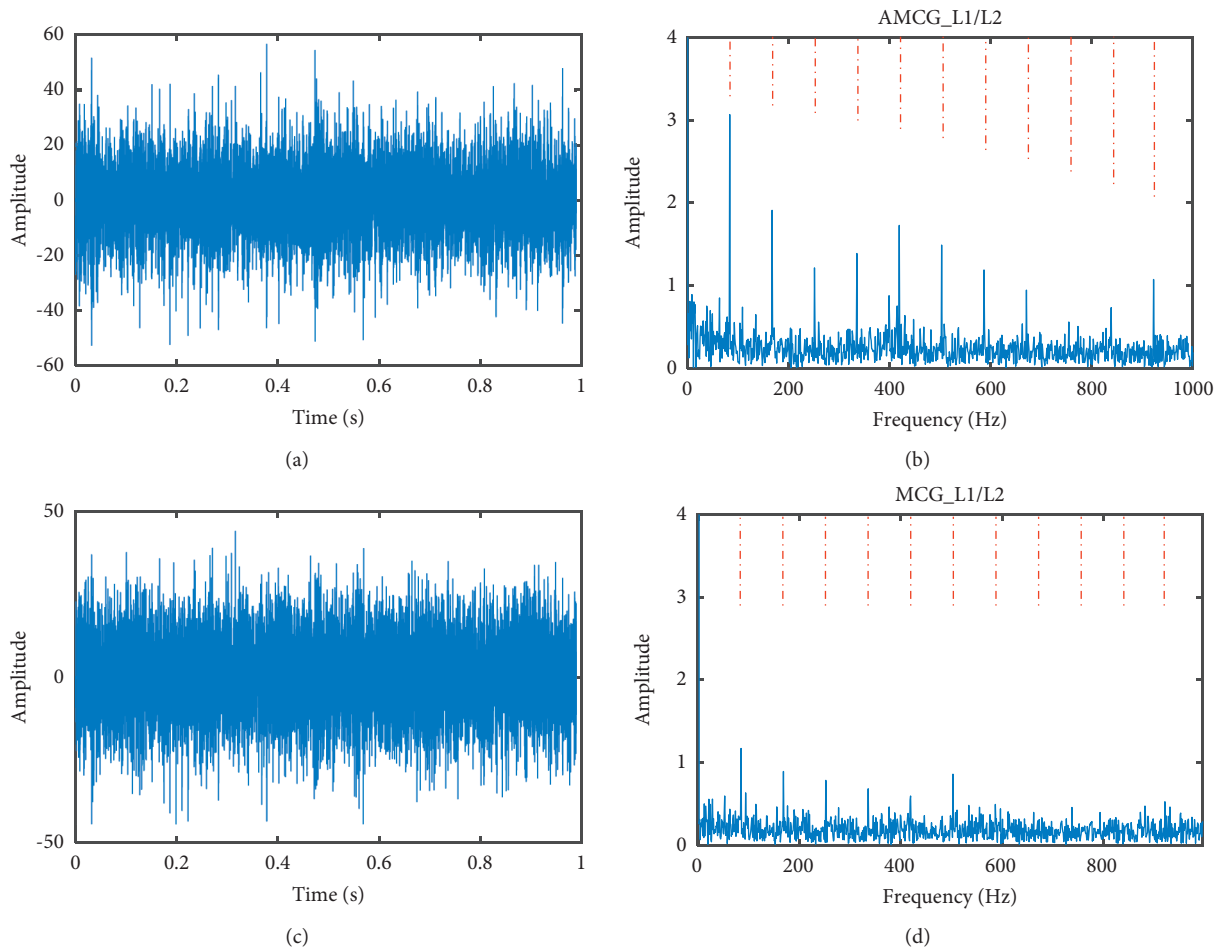 60
40
20
0
-20
-40
-60
Amplitude
0 0.2 0.4 0.6 0.8 1
Time (s)
(a)
AMCG_L1/L2
4
3
2
1
0
Amplitude
0 200 400 600 800 1000
Frequency (Hz)
(b)
50
0
-50
Amplitude
0 0.2 0.4 0.6 0.8 1
Time (s)
(c)
MCG_L1/L2
4
3
2
1
0
Amplitude
0 200 400 600 800
Frequency (Hz)
(d)